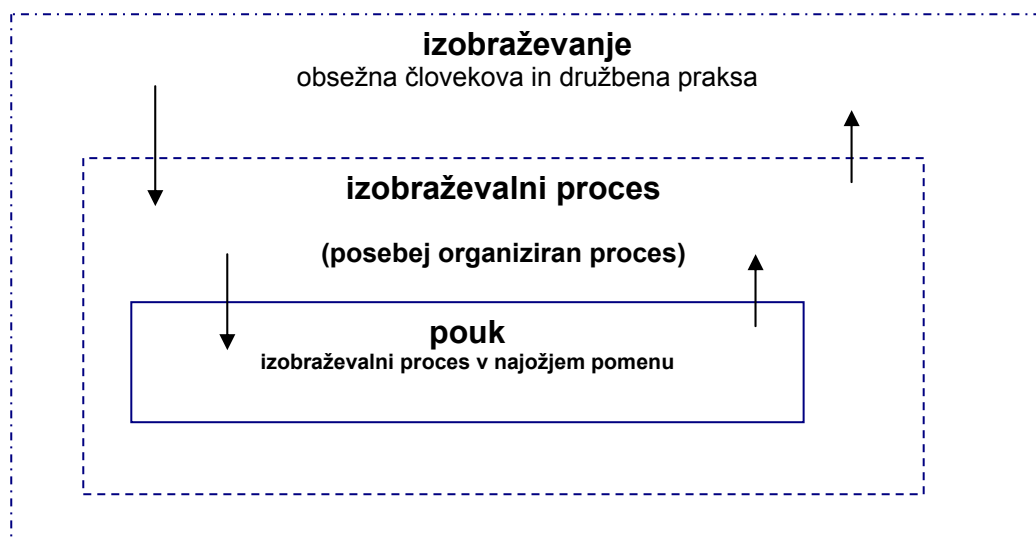 izobraževanje
obsežna človekova in družbena praksa
izobraževalni proces
(posebej organiziran proces)
pouk
izobraževalni proces v najožjem pomenu